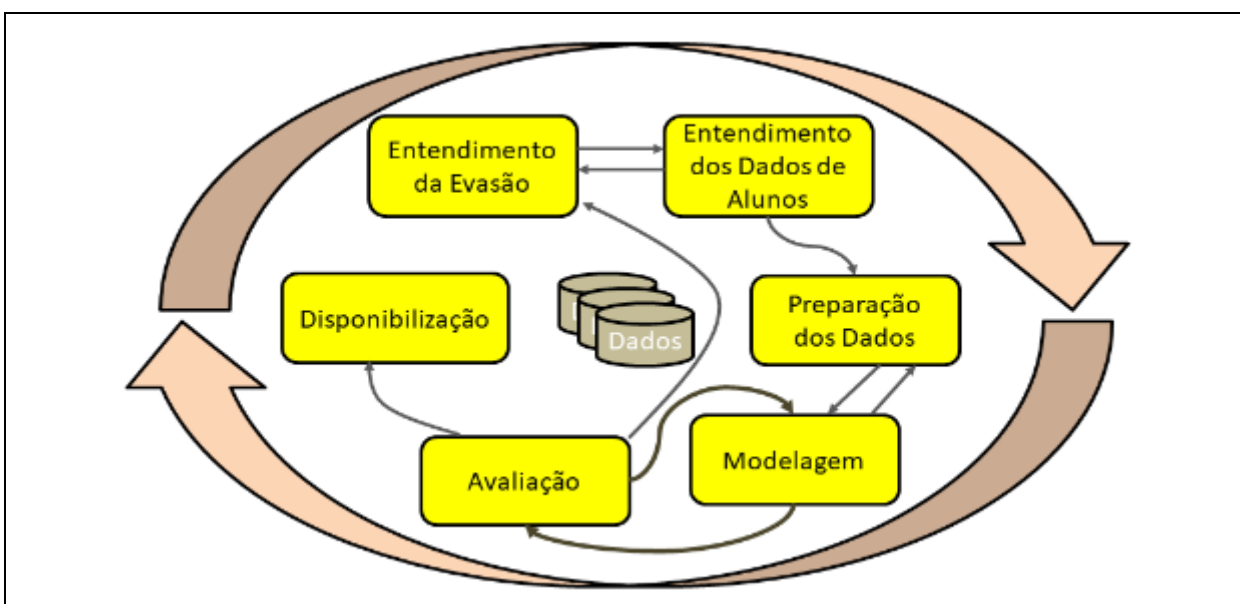 Entendimento
da Evasão
Entendimento
dos Dados de
Alunos
Preparação
dos Dados
Modelagem
Avaliação
Disponibilização
Dados